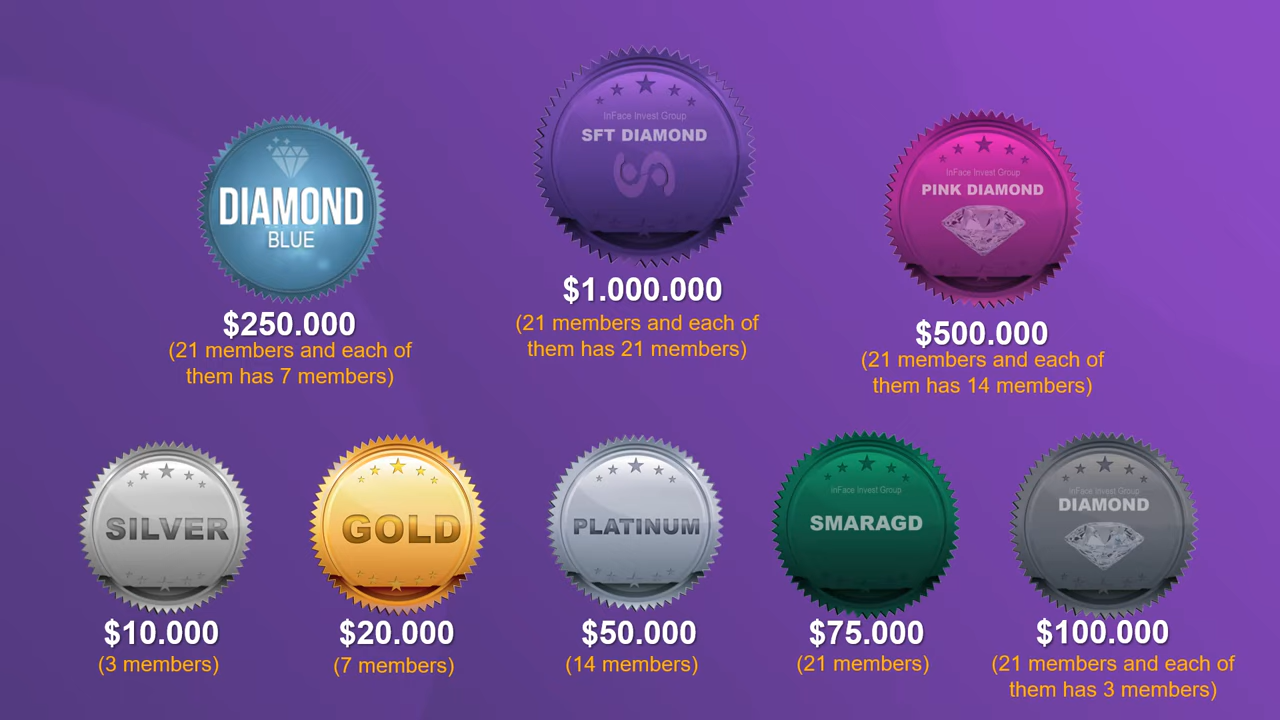 InFace Invest Group
SFT DIAMOND
$1.000.000
(21 members and each of
them has 21 members)
DIAMOND
BLUE
$250.000
(21 members and each of
them has 7 members)
InFace Invest Group
PINK DIAMOND
$500.000
(21 members and each of
them has 14 members)
SILVER
$10.000
(3 members)
GOLD
$20.000
(7 members)
PLATINUM
$50.000
(14 members)
InFace Invest Group
SMARAGD
$75.000
(21 members)
InFace Invest Group
DIAMOND
$100.000
(21 members and each of
them has 3 members)